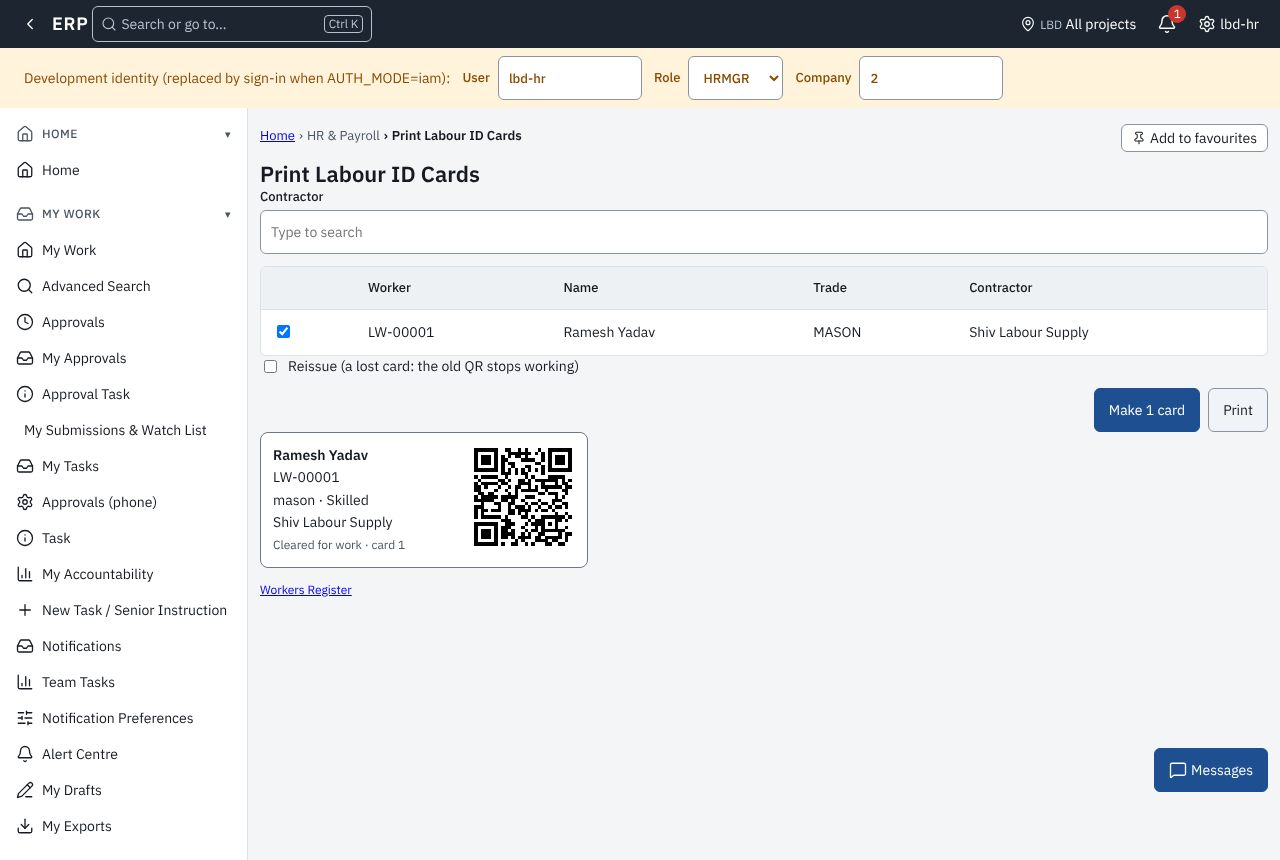 ERP Search or go to... Ctrl K LBD All projects 1 lbd-hr
Development identity (replaced by sign-in when AUTH_MODE=iam): User lbd-hr Role HRMGR Company 2
HOME
Home
MY WORK
My Work
Advanced Search
Approvals
My Approvals
Approval Task
My Submissions & Watch List
My Tasks
Approvals (phone)
Task
My Accountability
New Task / Senior Instruction
Notifications
Team Tasks
Notification Preferences
Alert Centre
My Drafts
My Exports
Home › HR & Payroll › Print Labour ID Cards Add to favourites
Print Labour ID Cards
Contractor
Type to search
Worker Name Trade Contractor
LW-00001 Ramesh Yadav MASON Shiv Labour Supply
Reissue (a lost card: the old QR stops working)
Make 1 card Print
Ramesh Yadav
LW-00001
mason · Skilled
Shiv Labour Supply
Cleared for work · card 1
Workers Register
Messages